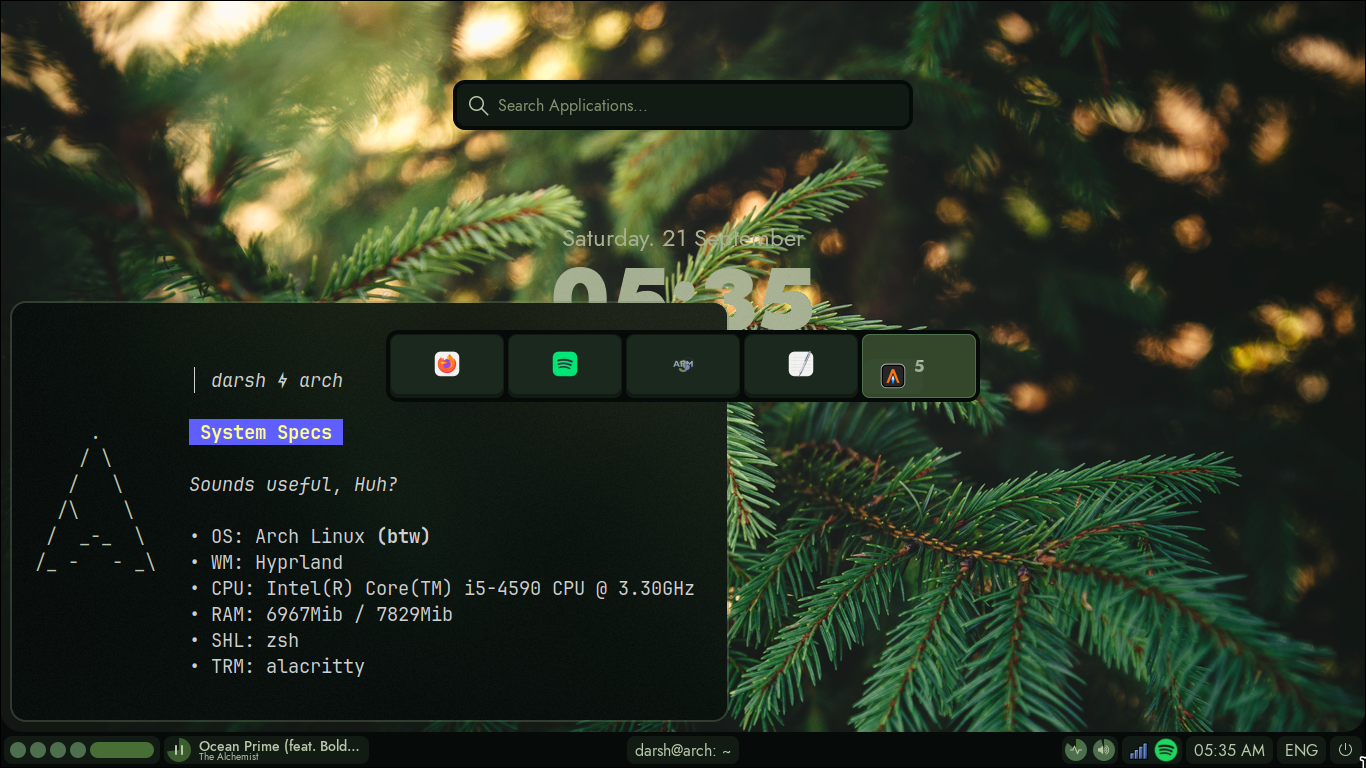 Search Applications...
Saturday. 21 September
05:35
5
darsh ϟ arch
System Specs
Sounds useful, Huh?
• OS: Arch Linux (btw)
• WM: Hyprland
• CPU: Intel(R) Core(TM) i5-4590 CPU @ 3.30GHz
• RAM: 6967Mib / 7829Mib
• SHL: zsh
• TRM: alacritty
Ocean Prime (feat. Bold...
The Alchemist
darsh@arch: ~
05:35 AM
ENG